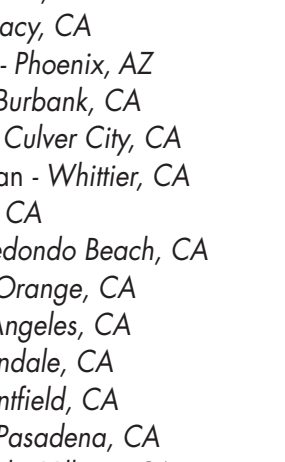 acy, CA
- Phoenix, AZ
Burbank, CA
Culver City, CA
an - Whittier, CA
CA
edondo Beach, CA
Orange, CA
Angeles, CA
ndale, CA
ntfield, CA
Pasadena, CA